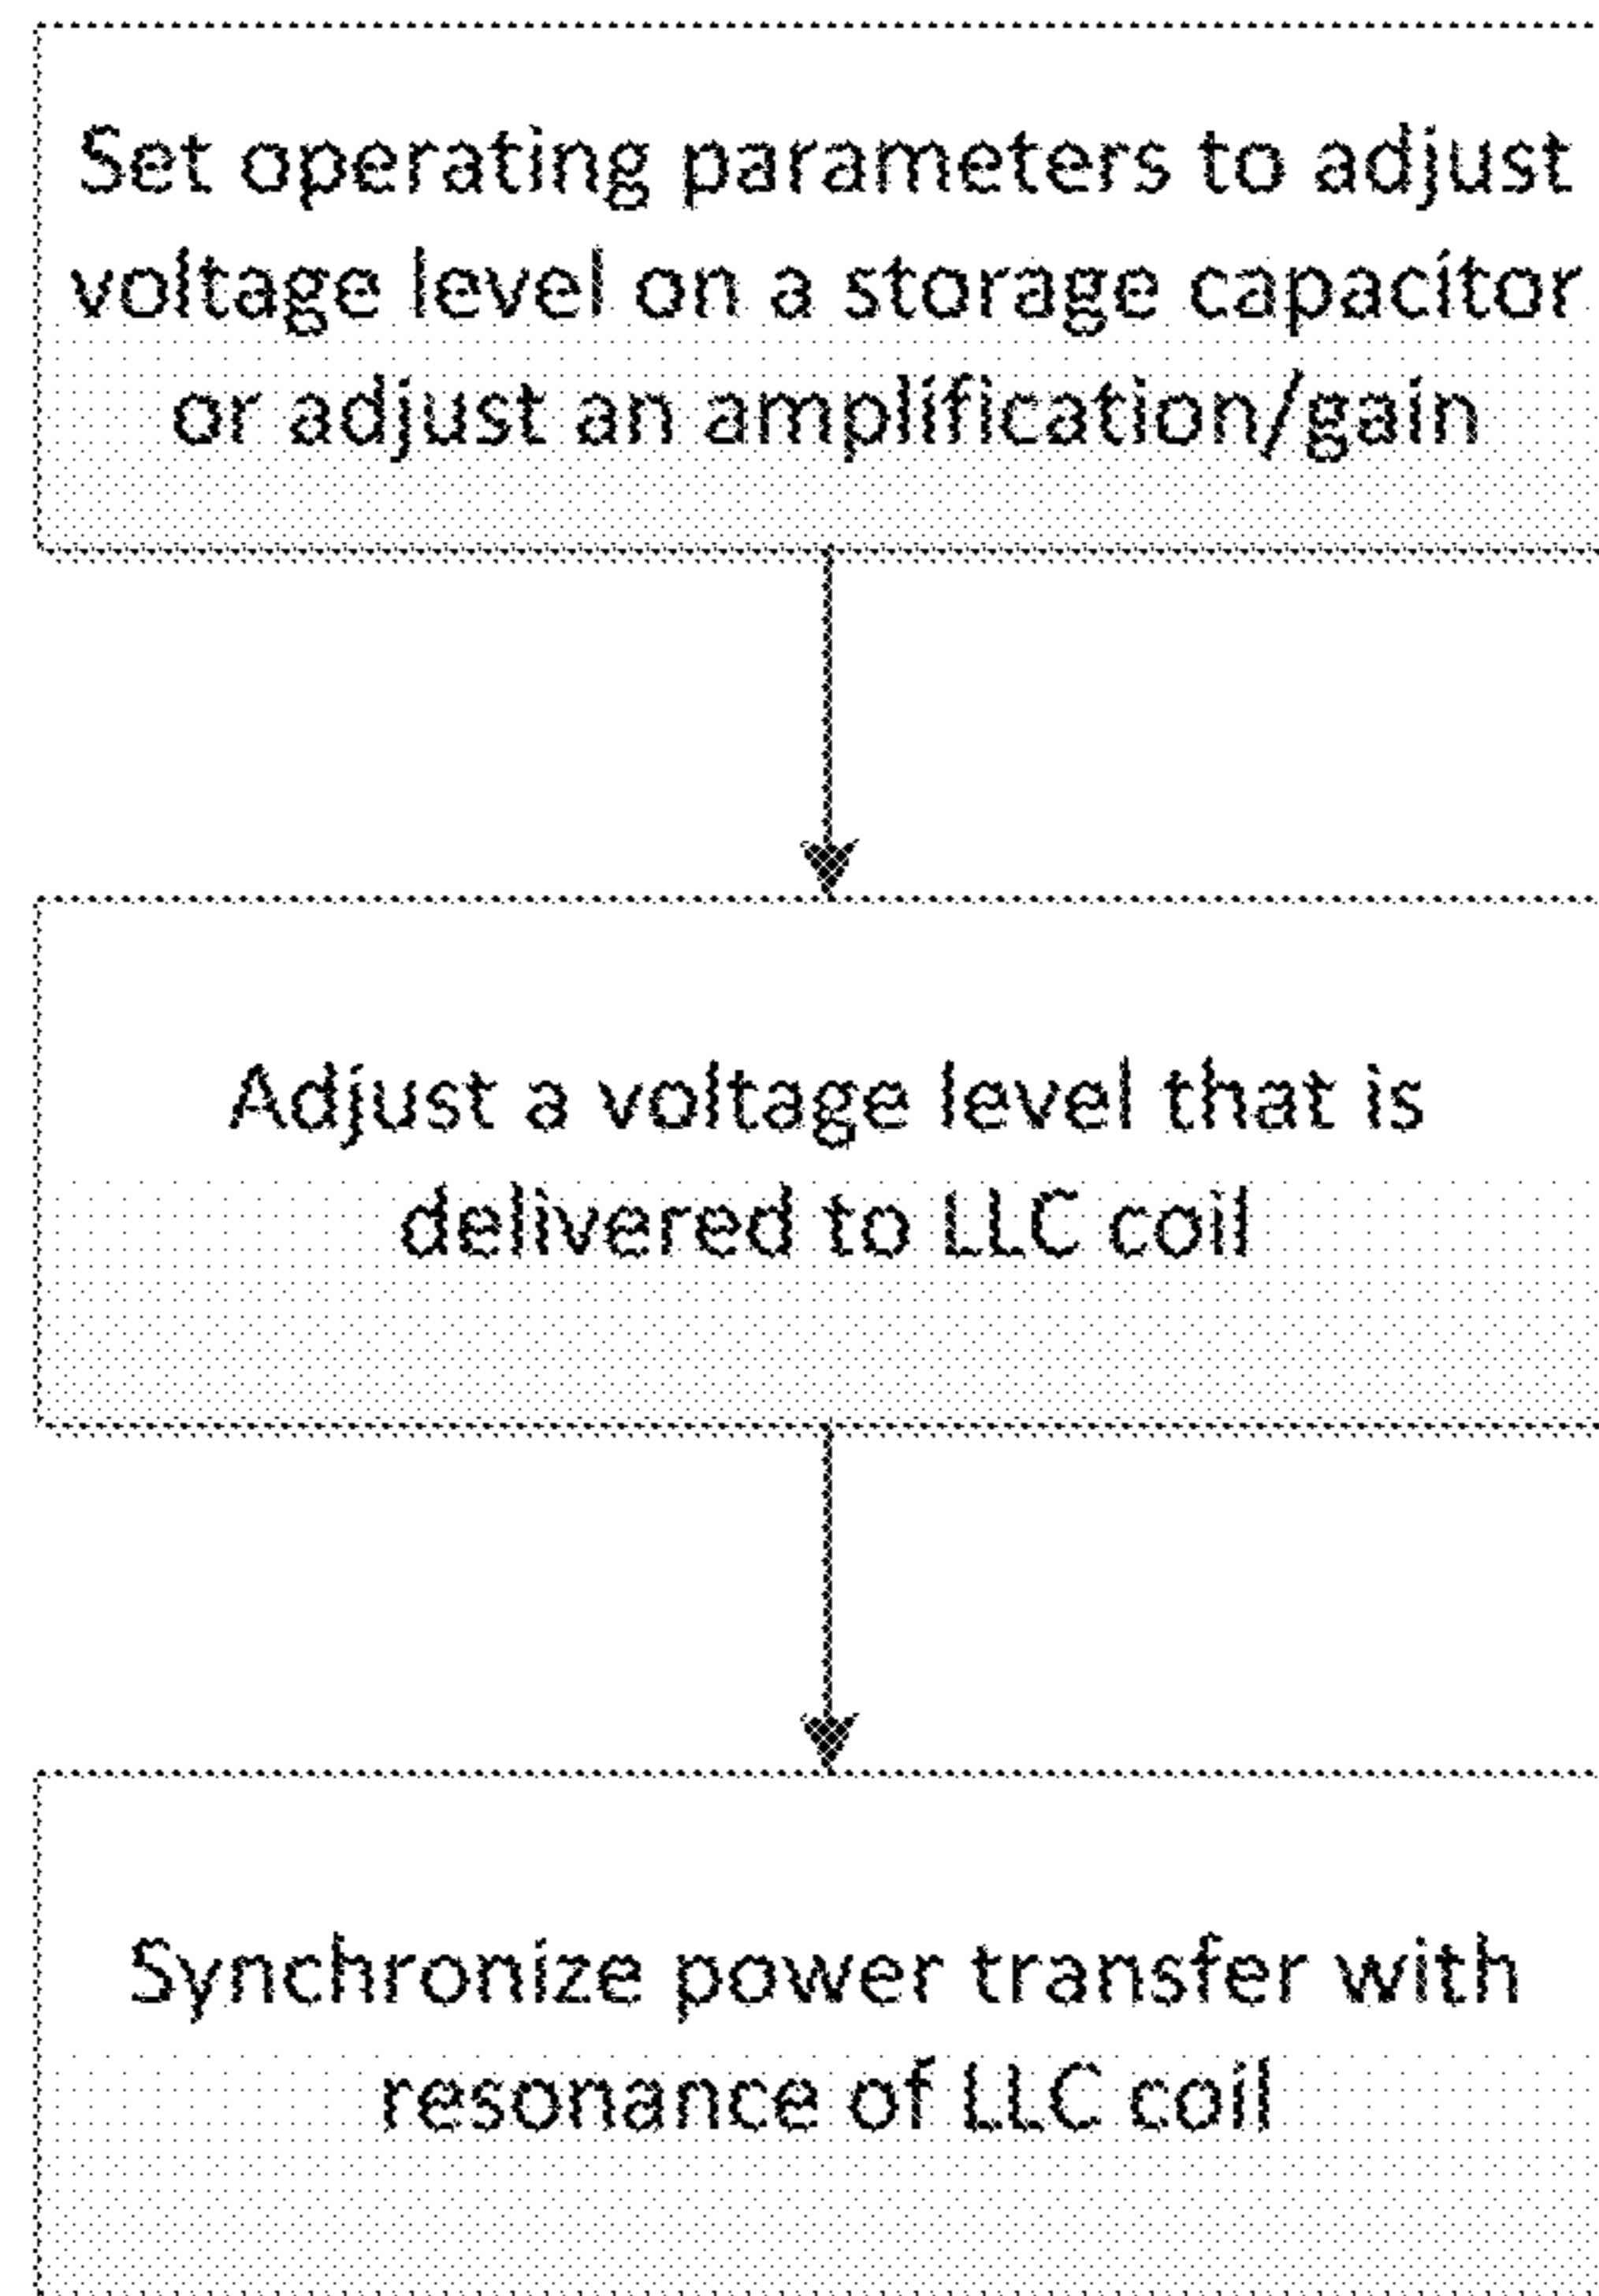 Set operating parameters to adjust
voltage level on a storage capacitor
or adjust an amplification/gain
Adjust a voltage level that is
delivered to LLC coil
Synchronize power transfer with
resonance of LLC coil